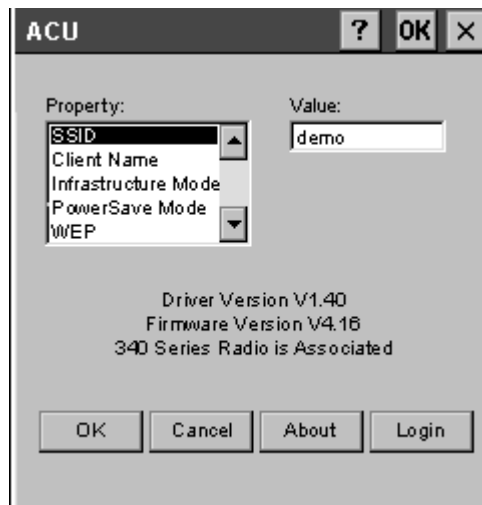 ACU ? OK ×
Property:
Value:
SSID
demo
Client Name
Infrastructure Mode
PowerSave Mode
WEP
Driver Version V1.40
Firmware Version V4.16
340 Series Radio is Associated
OK Cancel About Login